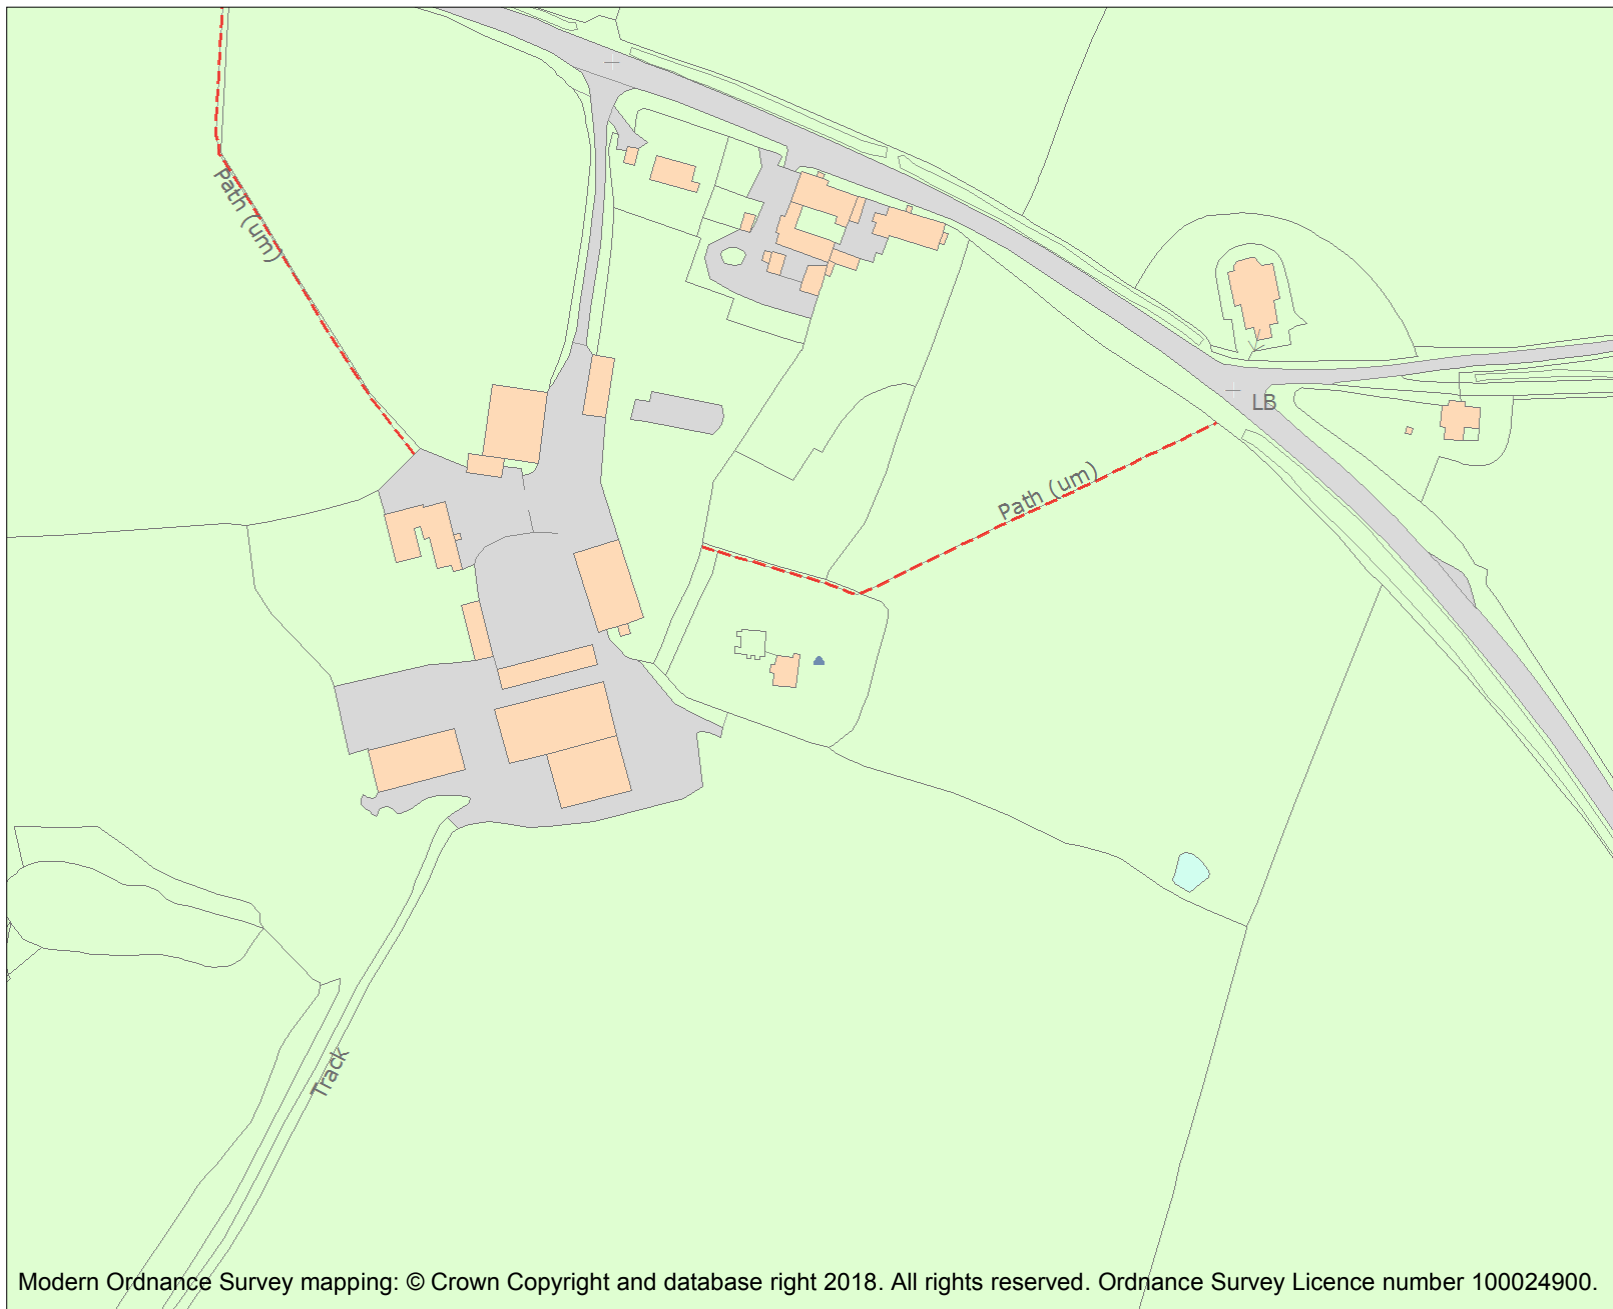 Path (um)
LB
Path (um)
Track
Modern Ordnance Survey mapping: © Crown Copyright and database right 2018. All rights reserved. Ordnance Survey Licence number 100024900.